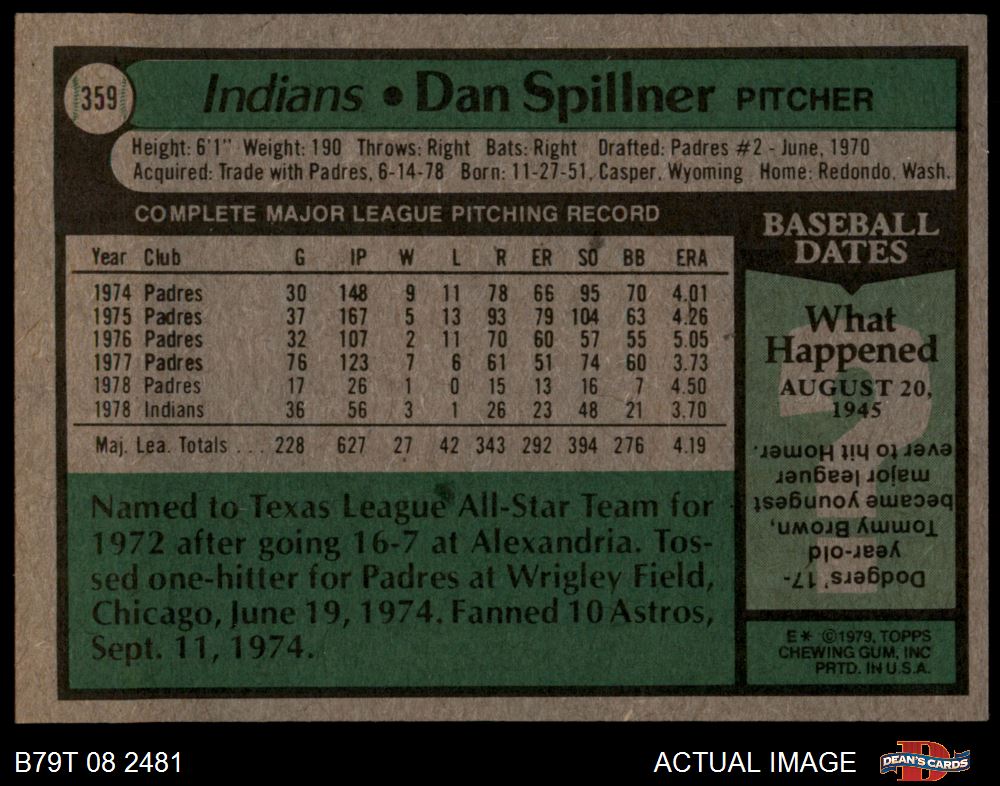 359
Indians • Dan Spillner PITCHER
Height: 6'1" Weight: 190 Throws: Right Bats: Right Drafted: Padres #2 - June, 1970
Acquired: Trade with Padres, 6-14-78 Born: 11-27-51, Casper, Wyoming Home: Redondo, Wash.
COMPLETE MAJOR LEAGUE PITCHING RECORD
Year Club G IP W L R ER SO BB ERA
1974 Padres 30 148 9 11 78 66 95 70 4.01
1975 Padres 37 167 5 13 93 79 104 63 4.26
1976 Padres 32 107 2 11 70 60 57 55 5.05
1977 Padres 76 123 7 6 61 51 74 60 3.73
1978 Padres 17 26 1 0 15 13 16 7 4.50
1978 Indians 36 56 3 1 26 23 48 21 3.70
Maj. Lea. Totals . . . 228 627 27 42 343 292 394 276 4.19
Named to Texas League All-Star Team for
1972 after going 16-7 at Alexandria. Tos-
sed one-hitter for Padres at Wrigley Field,
Chicago, June 19, 1974. Fanned 10 Astros,
Sept. 11, 1974.
BASEBALL
DATES
What
Happened
AUGUST 20,
1945
?
Dodgers' 17-
year-old
Tommy Brown,
became youngest
major leaguer
ever to hit Homer.
E* ©1979, TOPPS
CHEWING GUM, INC
PRTD. IN U.S.A.
B79T 08 2481
ACTUAL IMAGE
D
DEAN'S CARDS